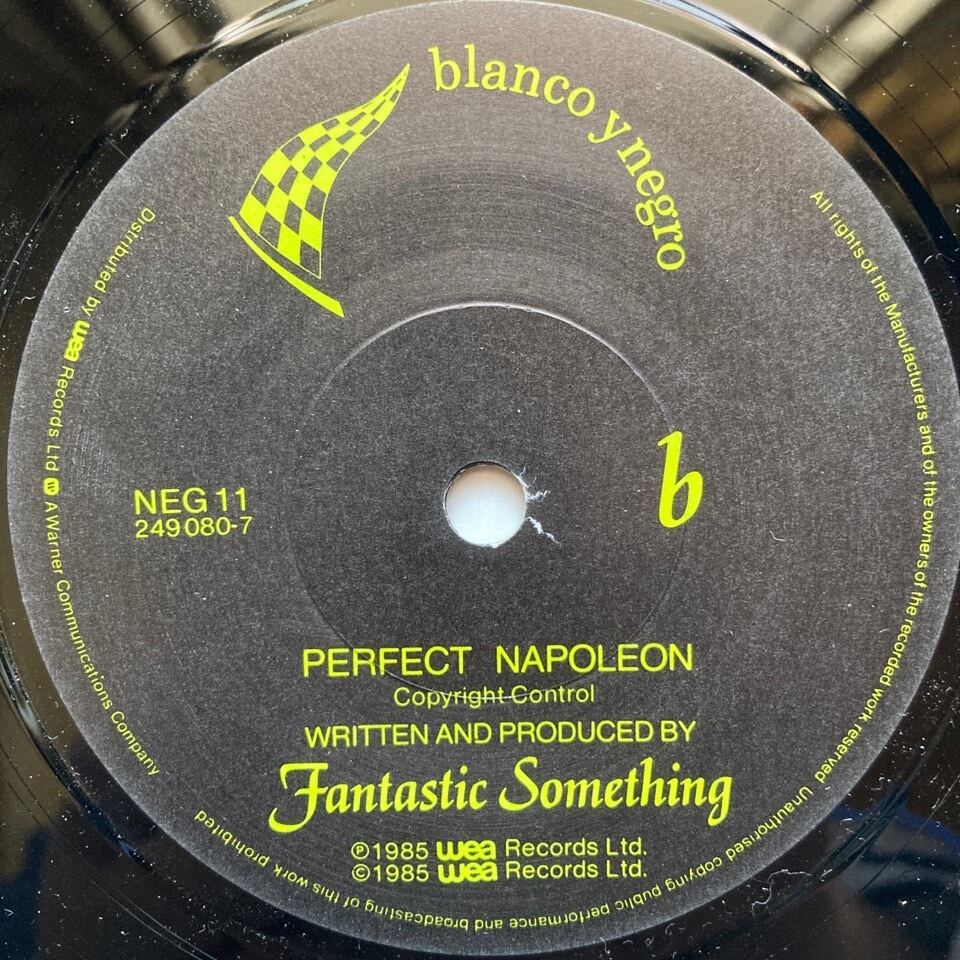 blanco y negro
Distributed by wea Records Ltd w A Warner Communications Company
All rights of the Manufacturers and of the owners of the recorded work reserved
Unauthorised copying public performance and broadcasting of this work prohibited
NEG 11
249 080-7
b
PERFECT NAPOLEON
Copyright Control
WRITTEN AND PRODUCED BY
Fantastic Something
℗1985 wea Records Ltd.
©1985 wea Records Ltd.